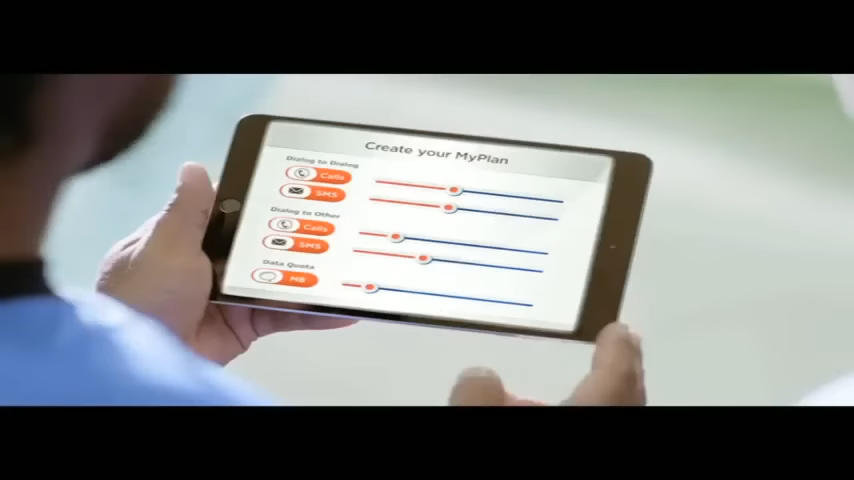 Create your MyPlan
Dialog to Dialog
Calls
SMS
Dialog to Other
Calls
SMS
Data Quota
MB